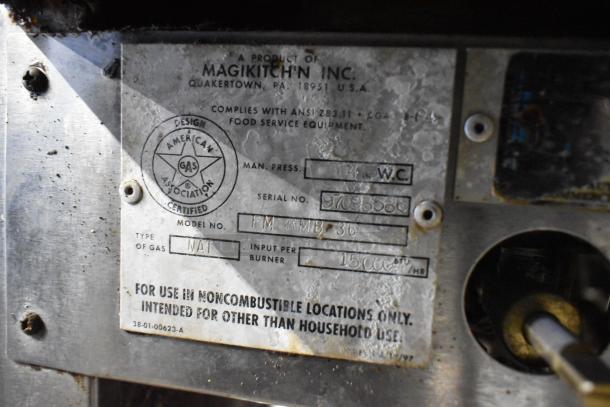 A PRODUCT OF
MAGIKITCH'N INC.
QUAKERTOWN, PA. 18951 U.S.A.
COMPLIES WITH ANSI Z83.11 •
FOOD SERVICE EQUIPMENT.
DESIGN
AMERICAN
GAS
ASSOCIATION
CERTIFIED
MAN. PRESS. W.C.
SERIAL NO.
MODEL NO.
TYPE OF GAS NAT INPUT PER BURNER 15000 BTU/HR
FOR USE IN NONCOMBUSTIBLE LOCATIONS ONLY.
INTENDED FOR OTHER THAN HOUSEHOLD USE.
38-01-00623-A